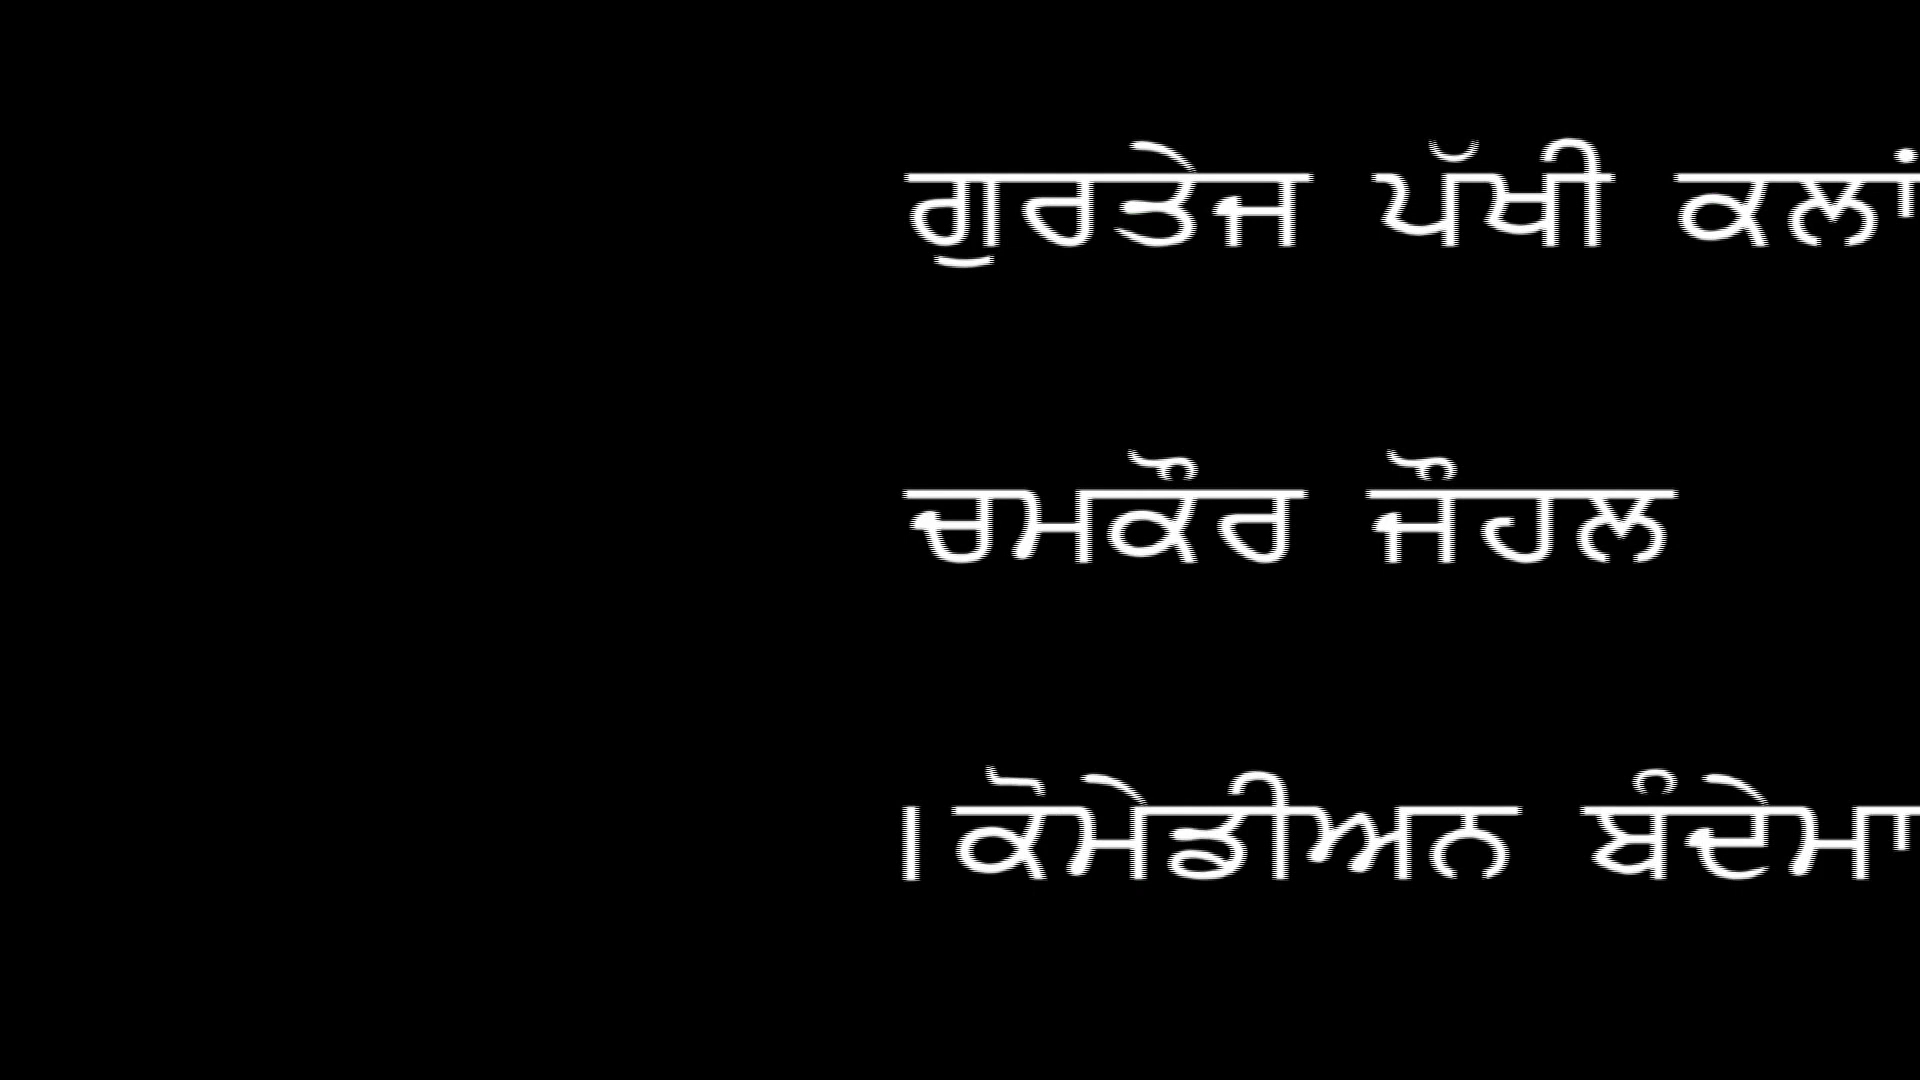 ਗੁਰਤੇਜ ਪੱਖੀ ਕਲਾਂ
ਚਮਕੌਰ ਜੌਹਲ
। ਕੋਮੇਡੀਅਨ ਬੰਦੇਮਾ